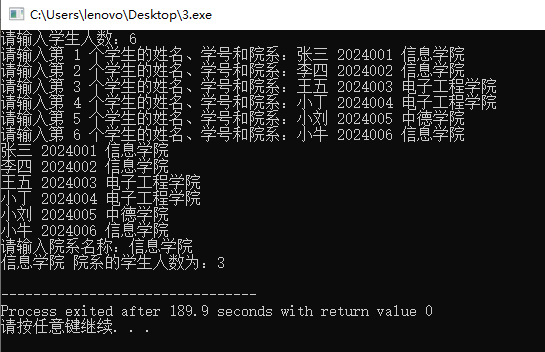 C:\Users\lenovo\Desktop\3.exe
请输入学生人数：6
请输入第 1 个学生的姓名、学号和院系：张三 2024001 信息学院
请输入第 2 个学生的姓名、学号和院系：李四 2024002 信息学院
请输入第 3 个学生的姓名、学号和院系：王五 2024003 电子工程学院
请输入第 4 个学生的姓名、学号和院系：小丁 2024004 电子工程学院
请输入第 5 个学生的姓名、学号和院系：小刘 2024005 中德学院
请输入第 6 个学生的姓名、学号和院系：小牛 2024006 信息学院
张三 2024001 信息学院
李四 2024002 信息学院
王五 2024003 电子工程学院
小丁 2024004 电子工程学院
小刘 2024005 中德学院
小牛 2024006 信息学院
请输入院系名称：信息学院
信息学院 院系的学生人数为：3
--------------------------------
Process exited after 189.9 seconds with return value 0
请按任意键继续. . .